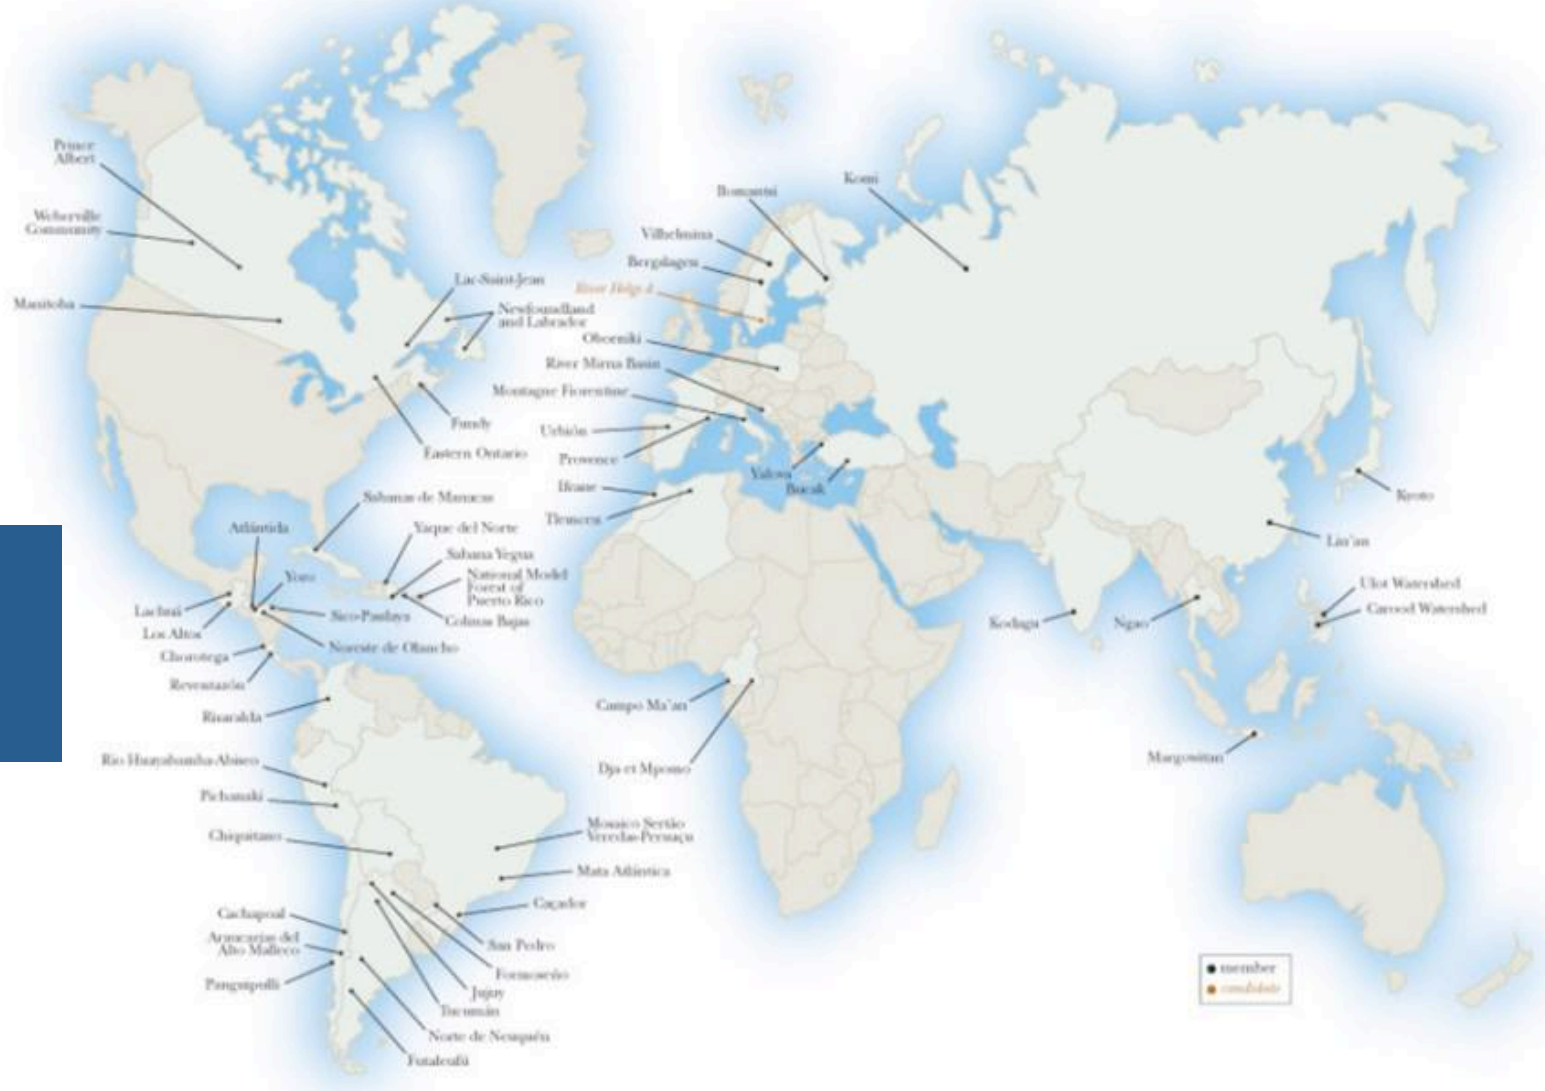 Prince
Albert
Weberville
Community
Manitoba
Lac-Saint-Jean
Newfoundland
and Labrador
Fundy
Eastern Ontario
Sabanas de Manacas
Atlántida
Yoro
Yaque del Norte
Sabana Yegua
National Model
Forest of
Puerto Rico
Colinas Bajas
Lachuá
Los Altos
Sico-Paulaya
Noreste de Olancho
Chorotega
Reventazón
Risaralda
Rio Huayabamba-Abiseo
Pichanaki
Chiquitano
Mosaico Sertão
Veredas-Peruaçu
Mata Atlântica
Caçador
San Pedro
Formoseño
Jujuy
Tucumán
Norte de Neuquén
Futaleufú
Cachapoal
Araucarias del
Alto Malleco
Panguipulli
Komi
Vilhelmina
Bergslagen
River Helge å
Oborniki
River Mirna Basin
Montagne Fiorentine
Urbión
Provence
Yalova
Bucak
Ifrane
Tlemcen
Campo Ma'an
Dja et Mpomo
Kodagu
Ngao
Kyoto
Lin'an
Ulot Watershed
Carood Watershed
Margowitan
member
candidate